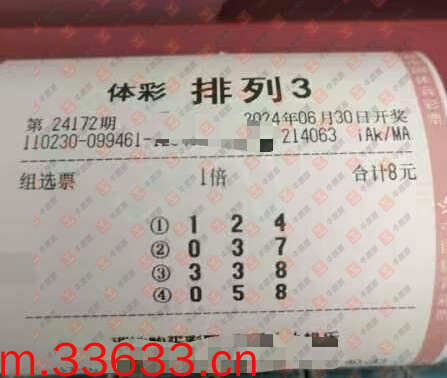 体彩 排列3
第 24172期 2024年06月30日开奖
110230-099461- 214063 iAk/MA
组选票 1倍 合计8元
① 1 2 4
② 0 3 7
③ 3 3 8
④ 0 5 8
m.33633.cn